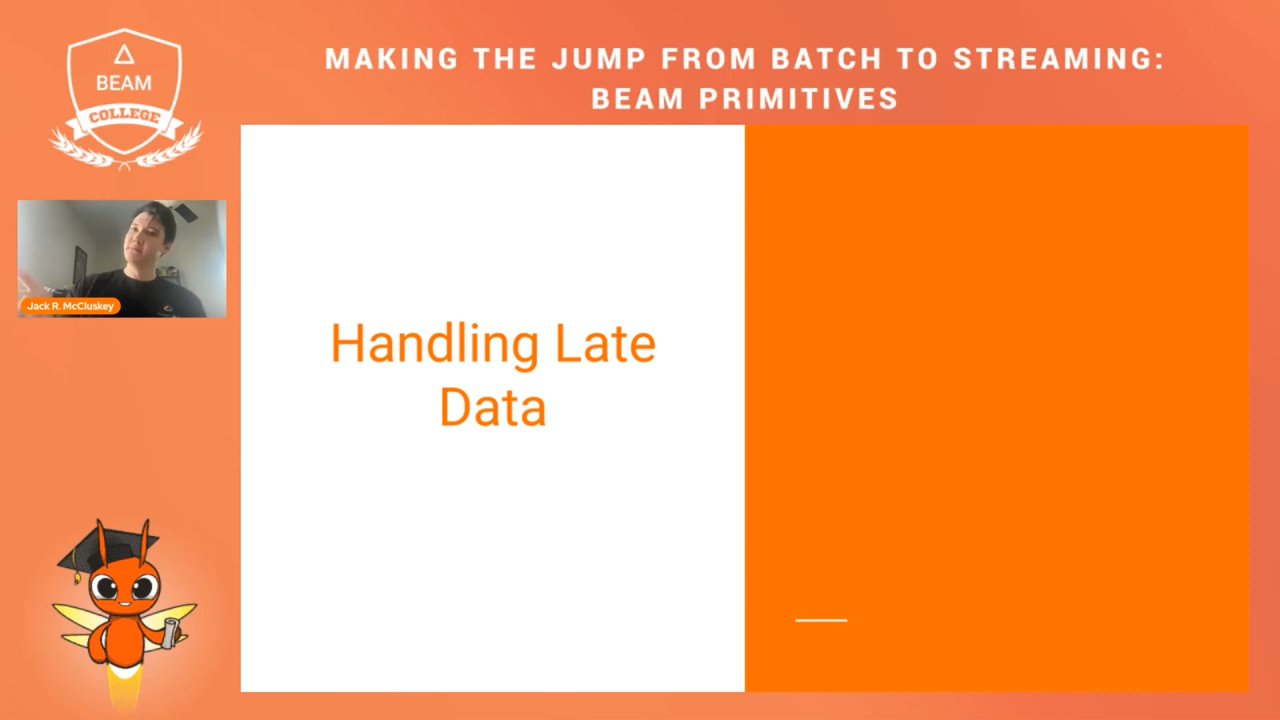 BEAM
COLLEGE
MAKING THE JUMP FROM BATCH TO STREAMING:
BEAM PRIMITIVES
Jack R. McCluskey
Handling Late
Data